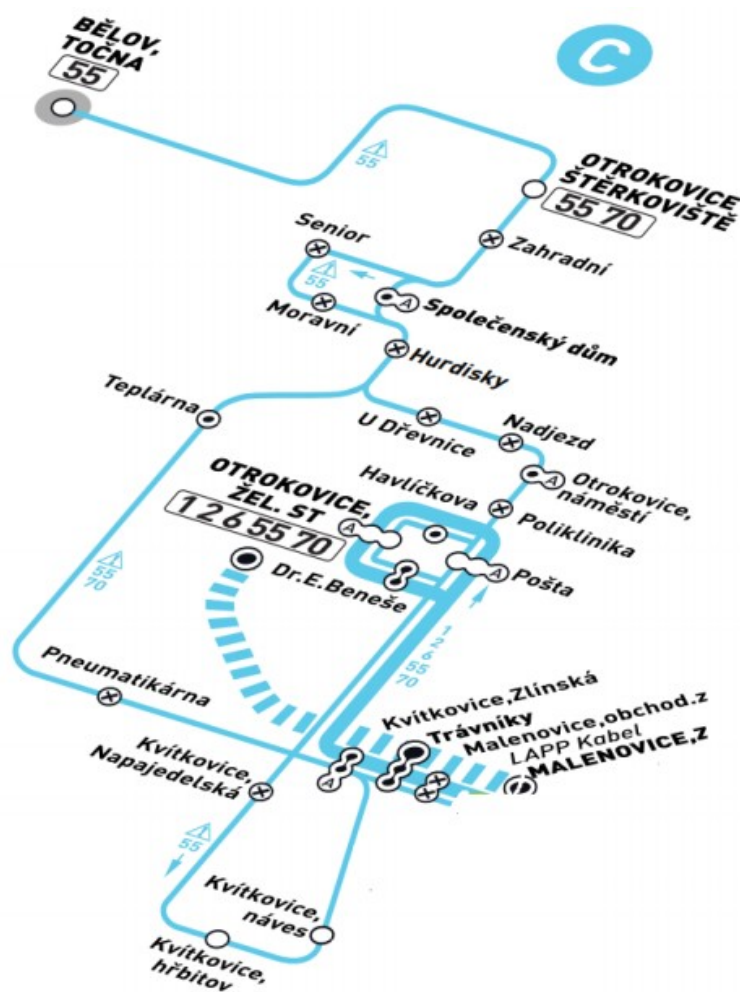 BĚLOV,
TOČNA
55
C
55
OTROKOVICE
ŠTĚRKOVIŠTĚ
55 70
Senior
Zahradní
55
A
Společenský dům
Moravní
Hurdisky
Teplárna
U Dřevnice
Nadjezd
A
Otrokovice,
náměstí
Havlíčkova
Poliklinika
OTROKOVICE,
ŽEL. ST
1 2 6 55 70
A
Dr.E.Beneše
A
Pošta
55
70
1
2
6
55
70
Pneumatikárna
Kvítkovice,Zlínská
Trávníky
Malenovice,obchod.z
LAPP Kabel
MALENOVICE,Z
Kvítkovice,
Napajedelská
A
55
Kvítkovice,
náves
Kvítkovice,
hřbitov